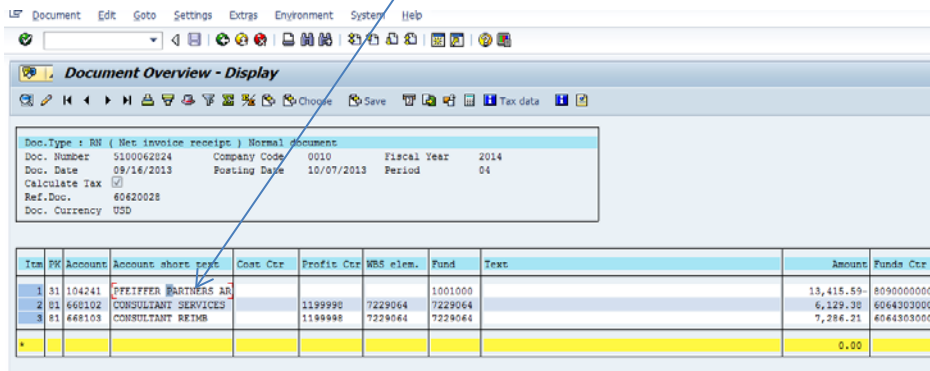 Document Edit Goto Settings Extras Environment System Help
Document Overview - Display
Choose Save Tax data
Doc.Type : RN ( Net invoice receipt ) Normal document
Doc. Number 5100062824 Company Code 0010 Fiscal Year 2014
Doc. Date 09/16/2013 Posting Date 10/07/2013 Period 04
Calculate Tax
Ref.Doc. 60620028
Doc. Currency USD
Itm PK Account Account short text Cost Ctr Profit Ctr WBS elem. Fund Text Amount Funds Ctr
1 31 104241 PFEIFFER PARTNERS AR 1001000 13,415.59- 8090000000
2 81 668102 CONSULTANT SERVICES 1199998 7229064 7229064 6,129.38 6064303000
3 81 668103 CONSULTANT REIMB 1199998 7229064 7229064 7,286.21 6064303000
* 0.00